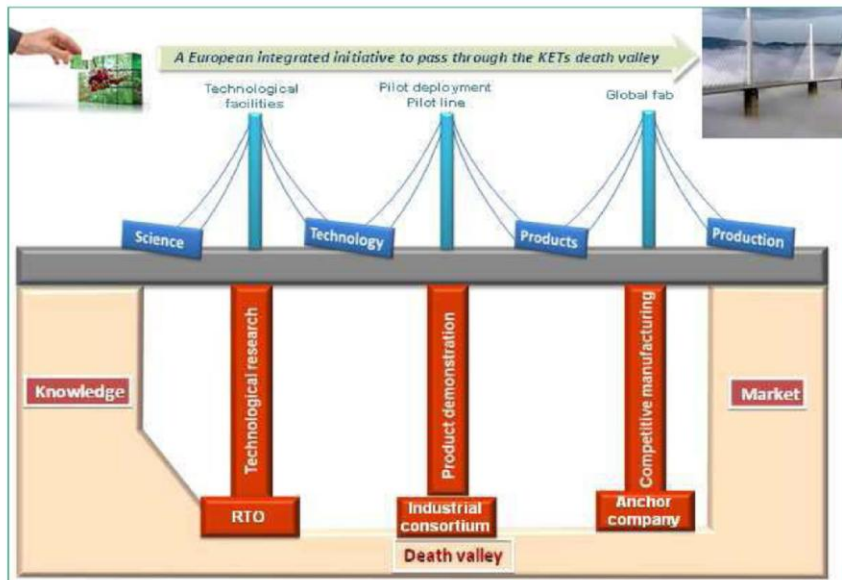 A European integrated initiative to pass through the KETs death valley
Technological
facilities
Pilot deployment
Pilot line
Global fab
Science
Technology
Products
Production
Knowledge
Technological research
Product demonstration
Competitive manufacturing
Market
RTO
Industrial
consortium
Anchor
company
Death valley